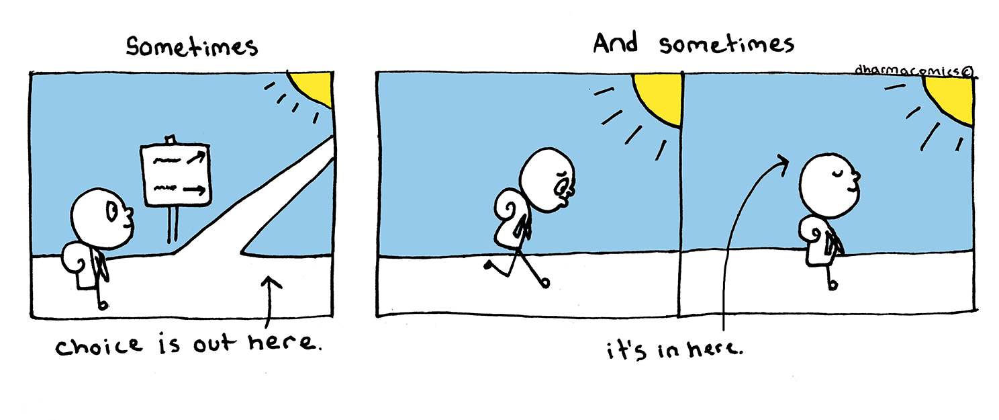 Sometimes
And sometimes
dharmacomics©
choice is out here.
it's in here.